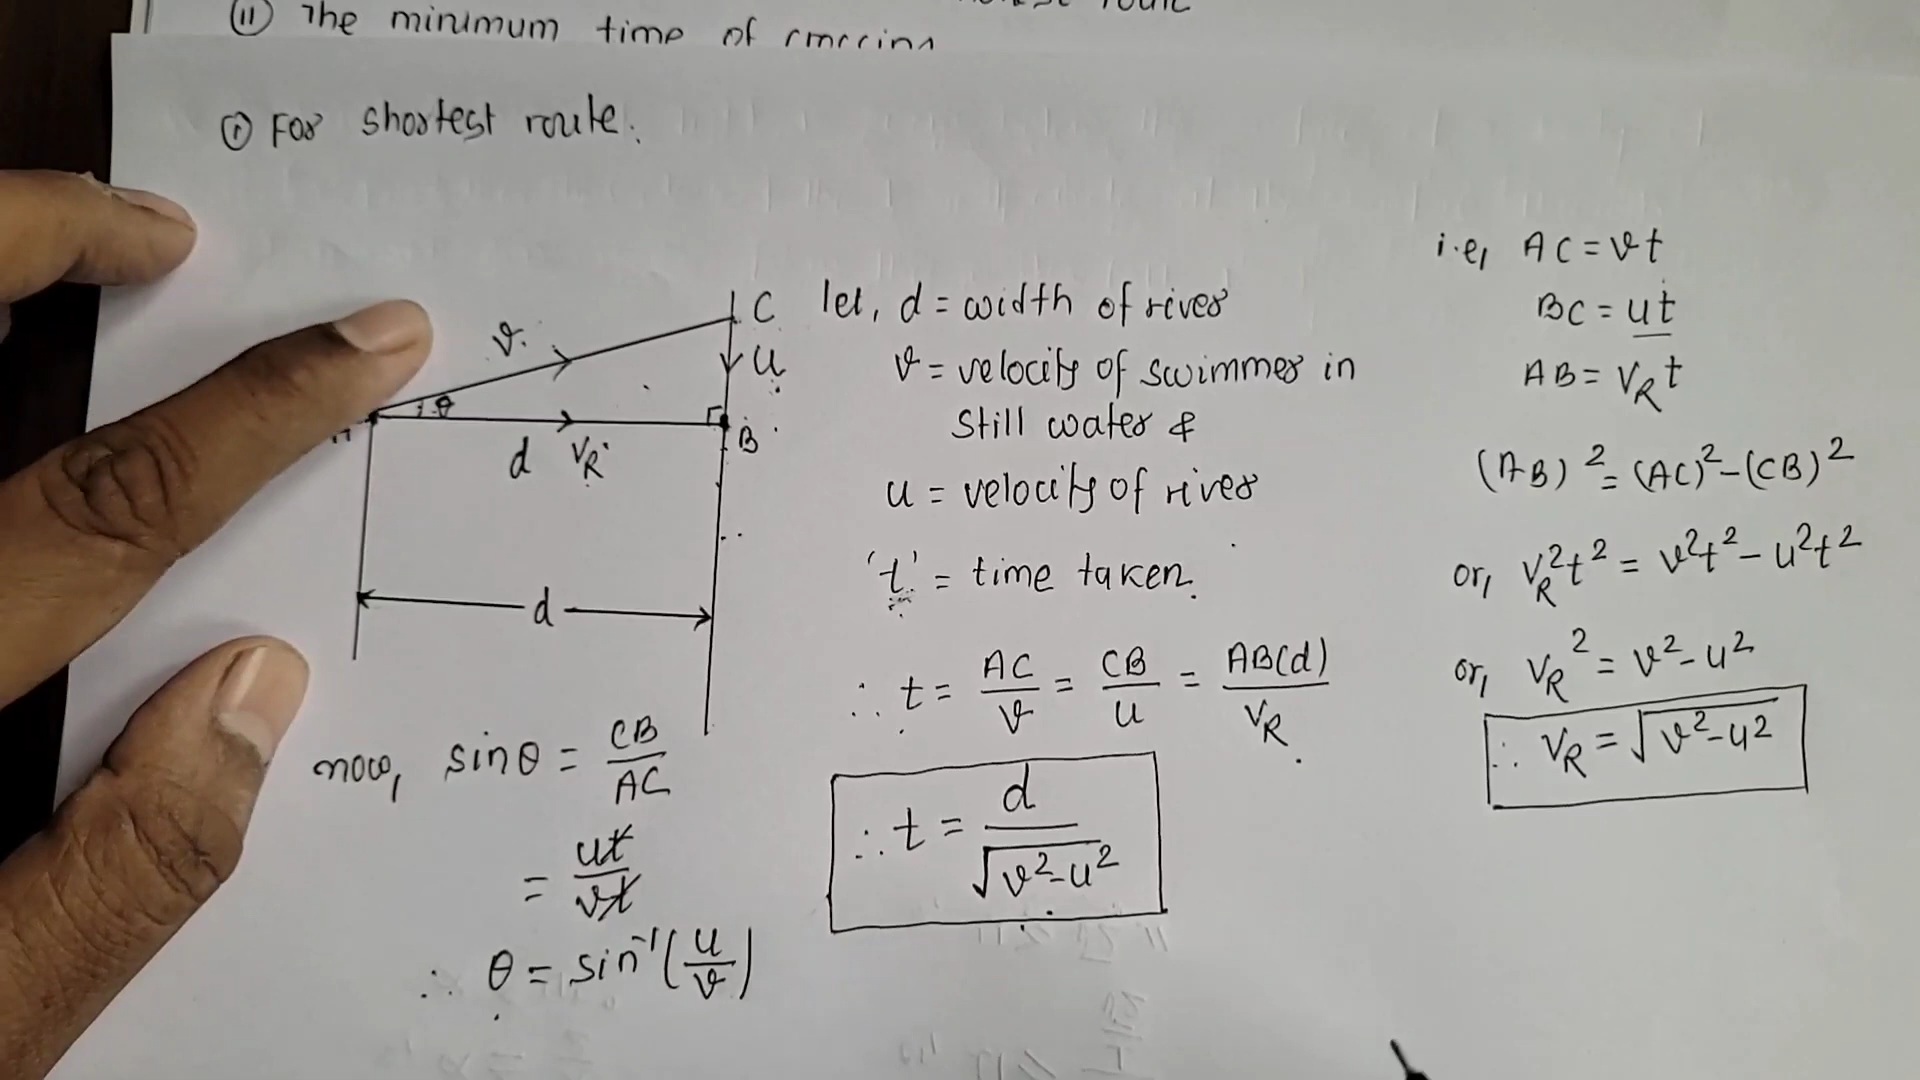 (ii) The minimum time of
(i) For shortest route.
C
v.
u
θ
B
d VR
d
let, d = width of river
v = velocity of swimmer in
still water &
u = velocity of river
't' = time taken.
∴ t = AC/v = CB/u = AB(d)/VR
∴ t = d/√(v²-u²)
now, sinθ = CB/AC
= ut/vt
∴ θ = sin⁻¹(u/v)
i.e, AC = vt
BC = ut
AB = VRt
(AB)² = (AC)² - (CB)²
or, VR²t² = v²t² - u²t²
or, VR² = v² - u²
∴ VR = √(v²-u²)